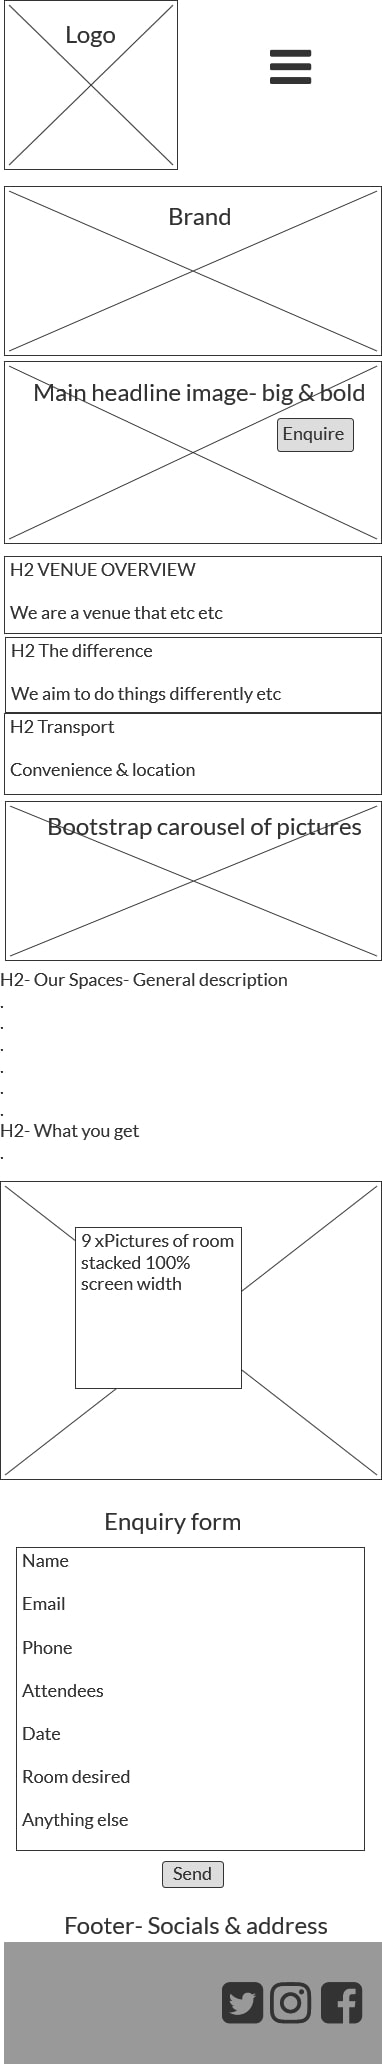 Logo
Brand
Main headline image- big & bold
Enquire
H2 VENUE OVERVIEW
We are a venue that etc etc
H2 The difference
We aim to do things differently etc
H2 Transport
Convenience & location
Bootstrap carousel of pictures
H2- Our Spaces- General description
.
.
.
.
.
.
H2- What you get
.
9 xPictures of room
stacked 100%
screen width
Enquiry form
Name
Email
Phone
Attendees
Date
Room desired
Anything else
Send
Footer- Socials & address